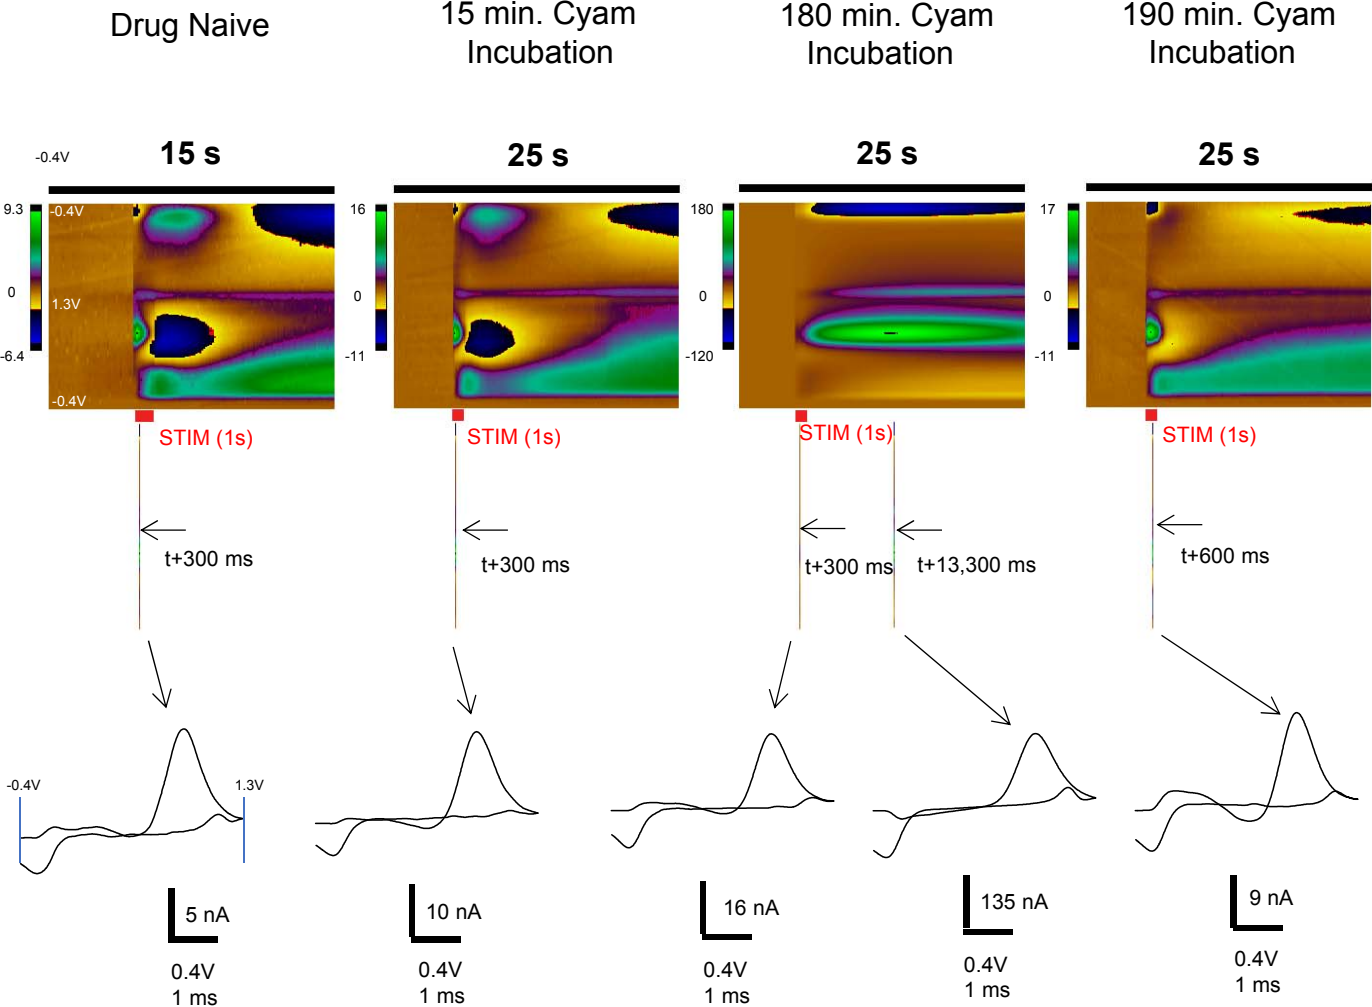 Drug Naive
15 min. Cyam
Incubation
180 min. Cyam
Incubation
190 min. Cyam
Incubation
-0.4V
15 s
25 s
25 s
25 s
9.3
0
-6.4
-0.4V
1.3V
-0.4V
16
0
-11
180
0
-120
17
0
-11
STIM (1s)
STIM (1s)
STIM (1s)
STIM (1s)
t+300 ms
t+300 ms
t+300 ms
t+13,300 ms
t+600 ms
-0.4V
1.3V
5 nA
10 nA
16 nA
135 nA
9 nA
0.4V
1 ms
0.4V
1 ms
0.4V
1 ms
0.4V
1 ms
0.4V
1 ms